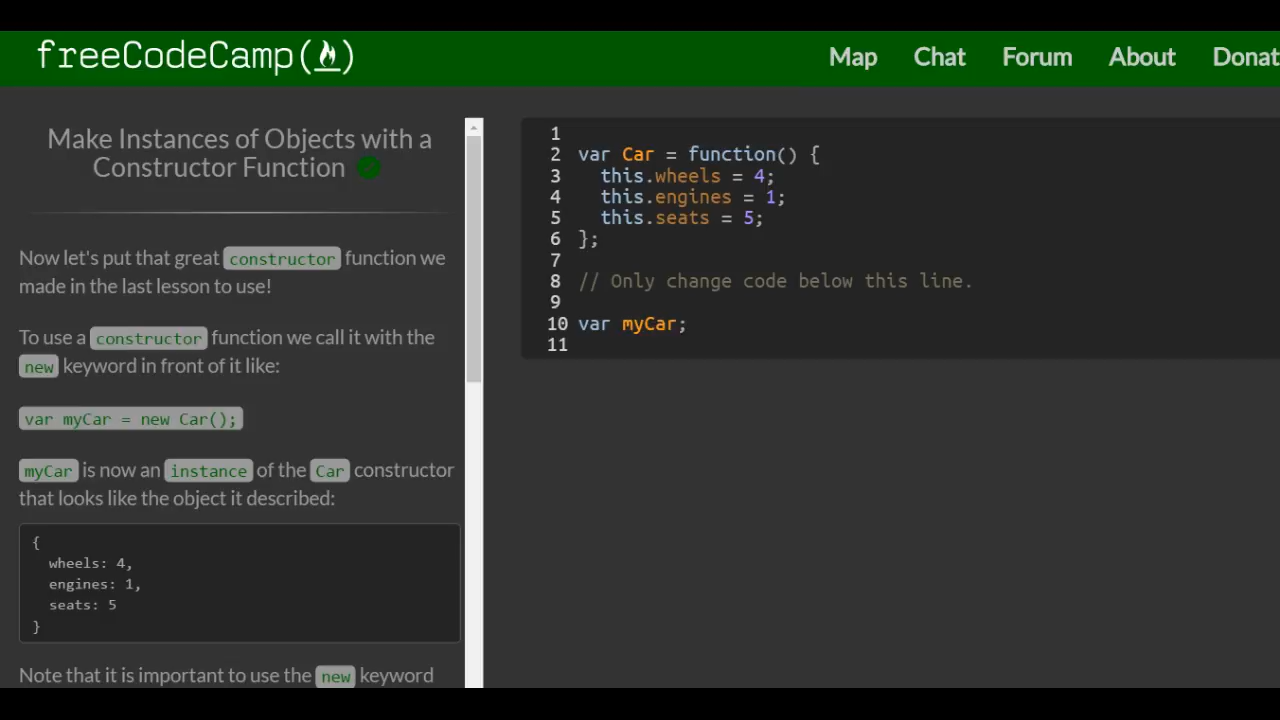 freeCodeCamp(🔥)
Map Chat Forum About Donat
Make Instances of Objects with a
Constructor Function
Now let's put that great constructor function we
made in the last lesson to use!
To use a constructor function we call it with the
new keyword in front of it like:
var myCar = new Car();
myCar is now an instance of the Car constructor
that looks like the object it described:
{
wheels: 4,
engines: 1,
seats: 5
}
Note that it is important to use the new keyword
1
2 var Car = function() {
3 this.wheels = 4;
4 this.engines = 1;
5 this.seats = 5;
6 };
7
8 // Only change code below this line.
9
10 var myCar;
11